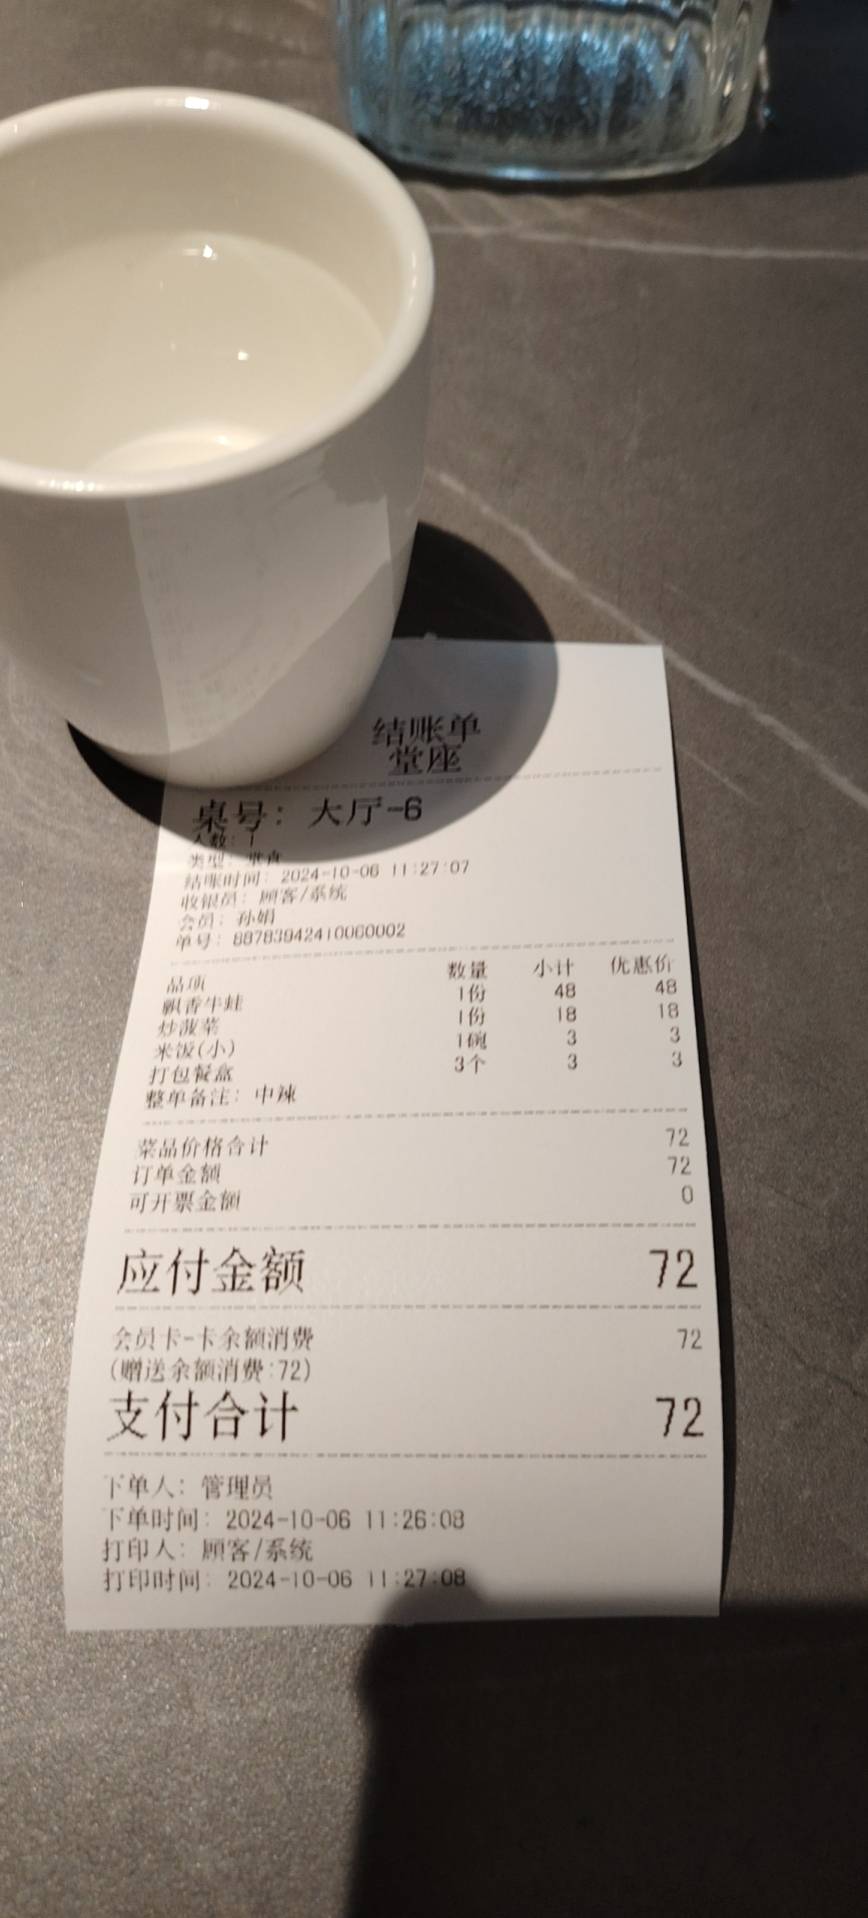 结账单
堂座
桌号: 大厅-6
人数: 1
类型: 堂食
结账时间: 2024-10-06 11:27:07
收银员: 顾客/系统
会员: 孙娟
单号: 88783942410060002
品项 数量 小计 优惠价
飘香牛蛙 1份 48 48
炒菠菜 1份 18 18
米饭(小) 1碗 3 3
打包餐盒 3个 3 3
整单备注: 中辣
菜品价格合计 72
订单金额 72
可开票金额 0
应付金额 72
会员卡-卡余额消费 72
(赠送余额消费:72)
支付合计 72
下单人: 管理员
下单时间: 2024-10-06 11:26:08
打印人: 顾客/系统
打印时间: 2024-10-06 11:27:08